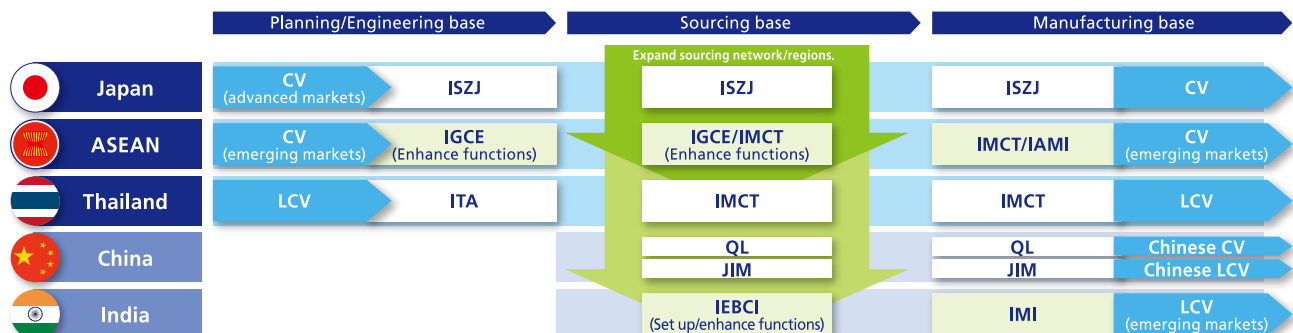 Planning/Engineering base
Sourcing base
Manufacturing base
Expand sourcing network/regions.
Japan
CV
(advanced markets)
ISZJ
ISZJ
ISZJ
CV
ASEAN
CV
(emerging markets)
IGCE
(Enhance functions)
IGCE/IMCT
(Enhance functions)
IMCT/IAMI
CV
(emerging markets)
Thailand
LCV
ITA
IMCT
IMCT
LCV
China
QL
QL
Chinese CV
JIM
JIM
Chinese LCV
India
IEBCI
(Set up/enhance functions)
IMI
LCV
(emerging markets)